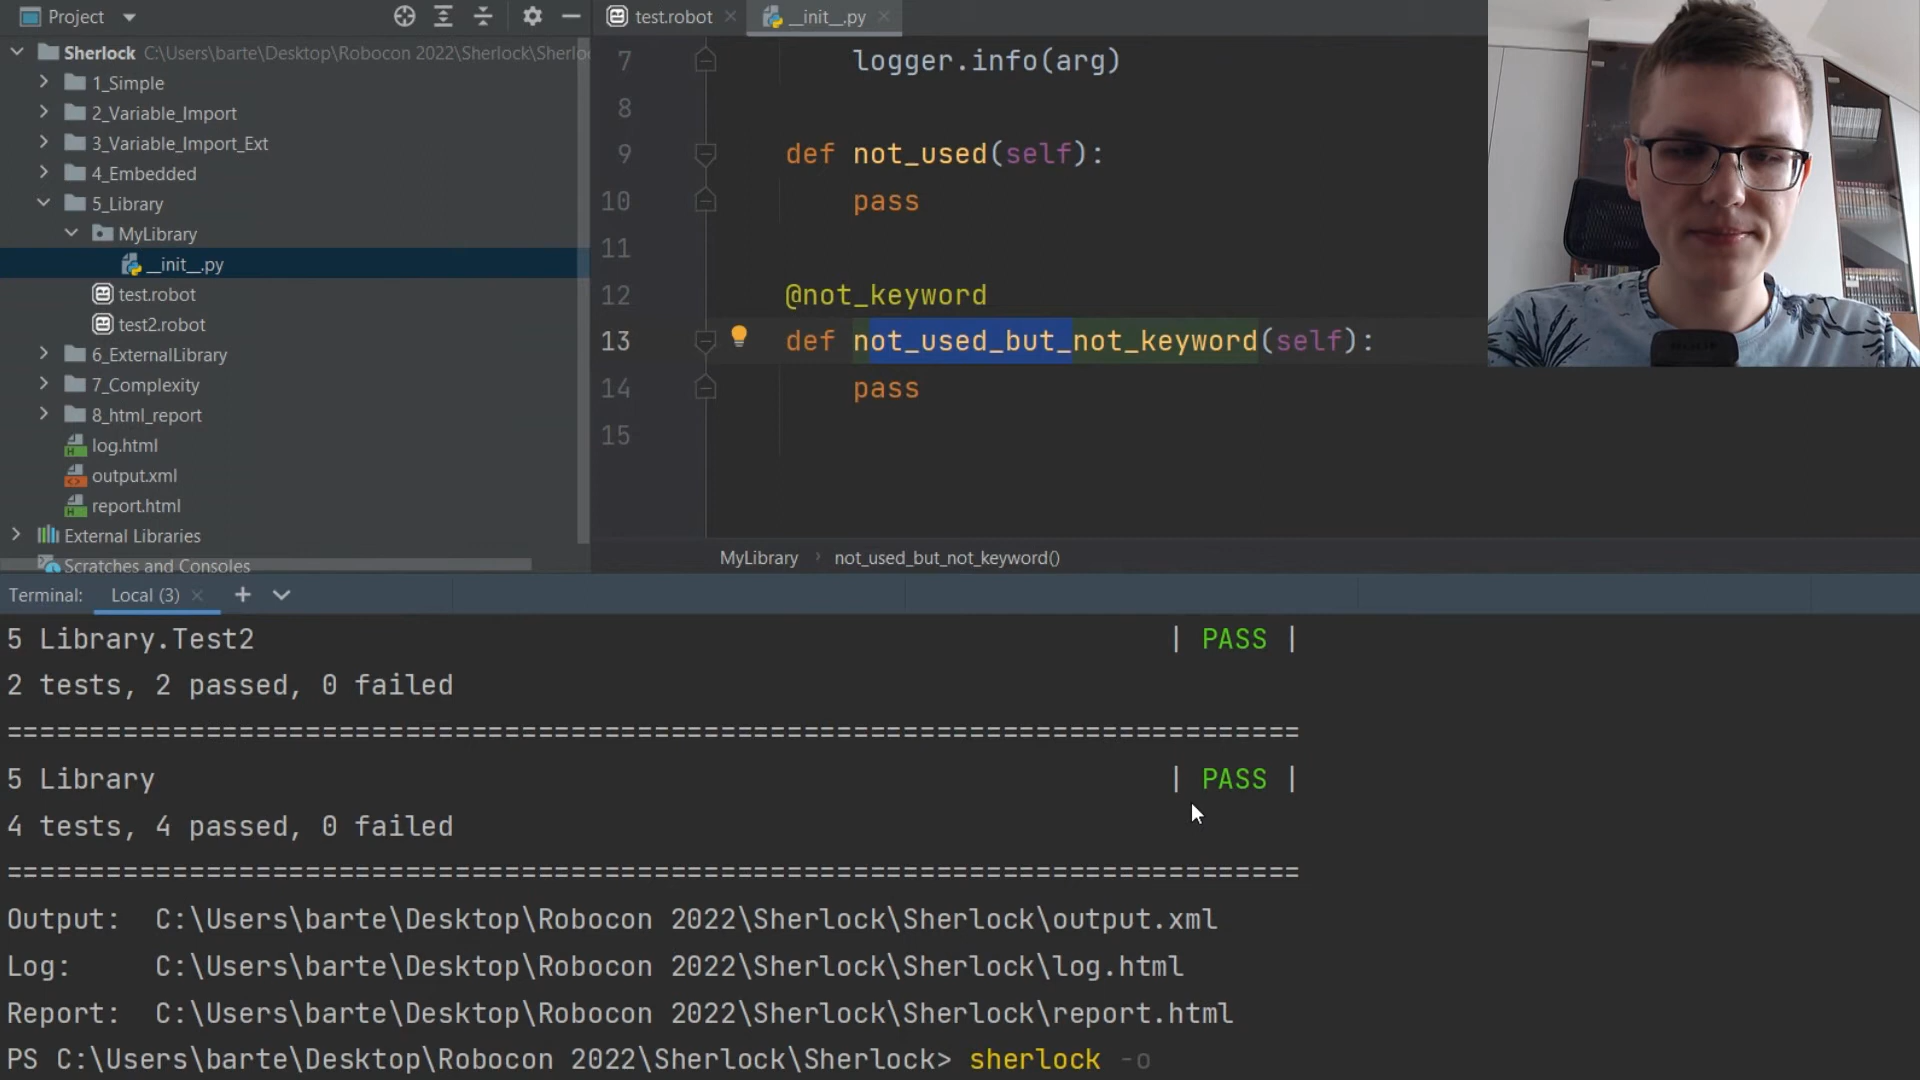 Project
Sherlock C:\Users\barte\Desktop\Robocon 2022\Sherlock\Sherlo
1_Simple
2_Variable_Import
3_Variable_Import_Ext
4_Embedded
5_Library
MyLibrary
__init__.py
test.robot
test2.robot
6_ExternalLibrary
7_Complexity
8_html_report
log.html
output.xml
report.html
External Libraries
Scratches and Consoles
test.robot
__init__.py
7 logger.info(arg)
8
9 def not_used(self):
10 pass
11
12 @not_keyword
13 def not_used_but_not_keyword(self):
14 pass
15
MyLibrary › not_used_but_not_keyword()
Terminal: Local (3)
5 Library.Test2 | PASS |
2 tests, 2 passed, 0 failed
==============================================================================
5 Library | PASS |
4 tests, 4 passed, 0 failed
==============================================================================
Output: C:\Users\barte\Desktop\Robocon 2022\Sherlock\Sherlock\output.xml
Log: C:\Users\barte\Desktop\Robocon 2022\Sherlock\Sherlock\log.html
Report: C:\Users\barte\Desktop\Robocon 2022\Sherlock\Sherlock\report.html
PS C:\Users\barte\Desktop\Robocon 2022\Sherlock\Sherlock> sherlock -o